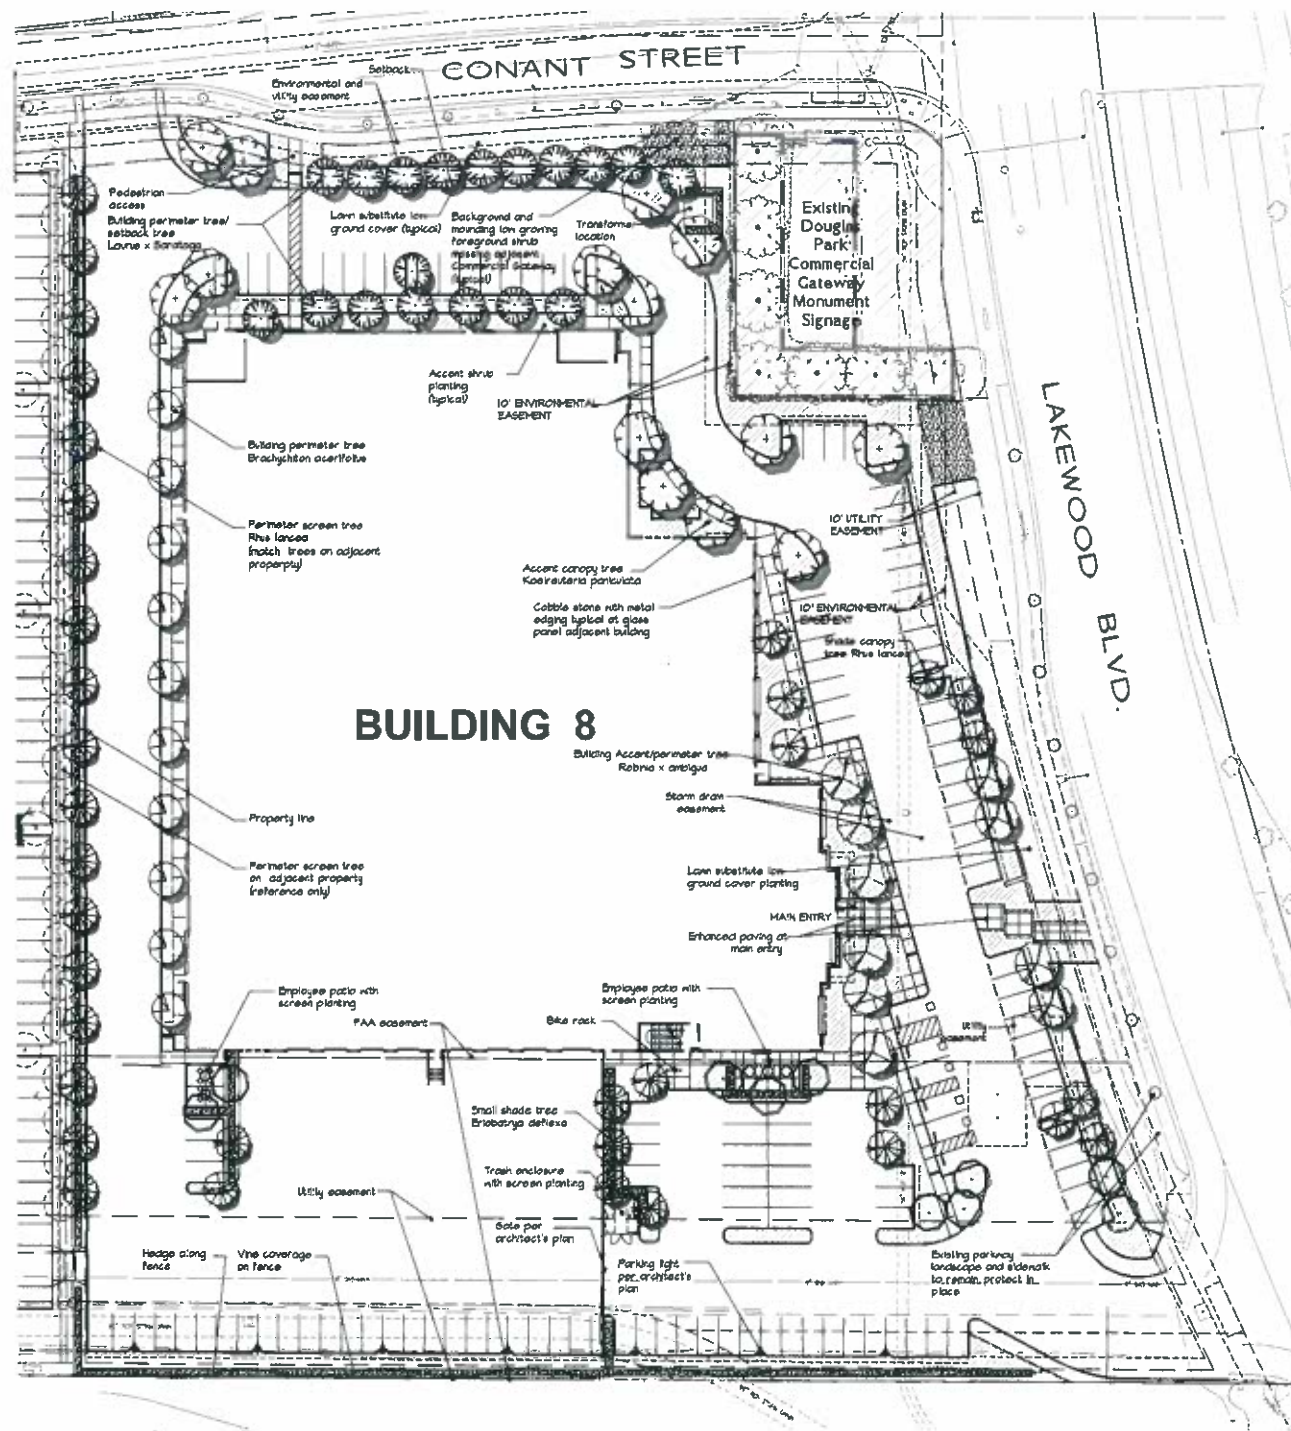 CONANT STREET
Setback
Environmental and
utility easement
Pedestrian
access
Building perimeter tree/
setback tree
Laurus x Saratoga
Lawn substitute low
ground cover (typical)
Background and
mounding low growing
foreground shrub
massing adjacent
Commercial Gateway
(typical)
Transformer
location
Existing
Douglas
Park
Commercial
Gateway
Monument
Signage
Accent shrub
planting
(typical)
10' ENVIRONMENTAL
EASEMENT
LAKEWOOD BLVD.
Building perimeter tree
Brachychiton acerifolius
Perimeter screen tree
Rhus lancea
(match trees on adjacent
property)
10' UTILITY
EASEMENT
Accent canopy tree
Koelreuteria paniculata
Cobble stone with metal
edging typical at glass
panel adjacent building
10' ENVIRONMENTAL
EASEMENT
Shade canopy
tree Rhus lancea
BUILDING 8
Building Accent/perimeter tree
Robinia x ambigua
Storm drain
easement
Property line
Perimeter screen tree
on adjacent property
(reference only)
Lawn substitute low
ground cover planting
MAIN ENTRY
Enhanced paving at
main entry
Employee patio with
screen planting
FAA easement
Employee patio with
screen planting
Bike rack
Utility
easement
Small shade tree
Eriobotrya deflexa
Trash enclosure
with screen planting
Utility easement
Gate per
architect's plan
Hedge along
fence
Vine coverage
on fence
Parking light
per architect's
plan
Existing parkway
landscape and sidewalk
to remain, protect in
place